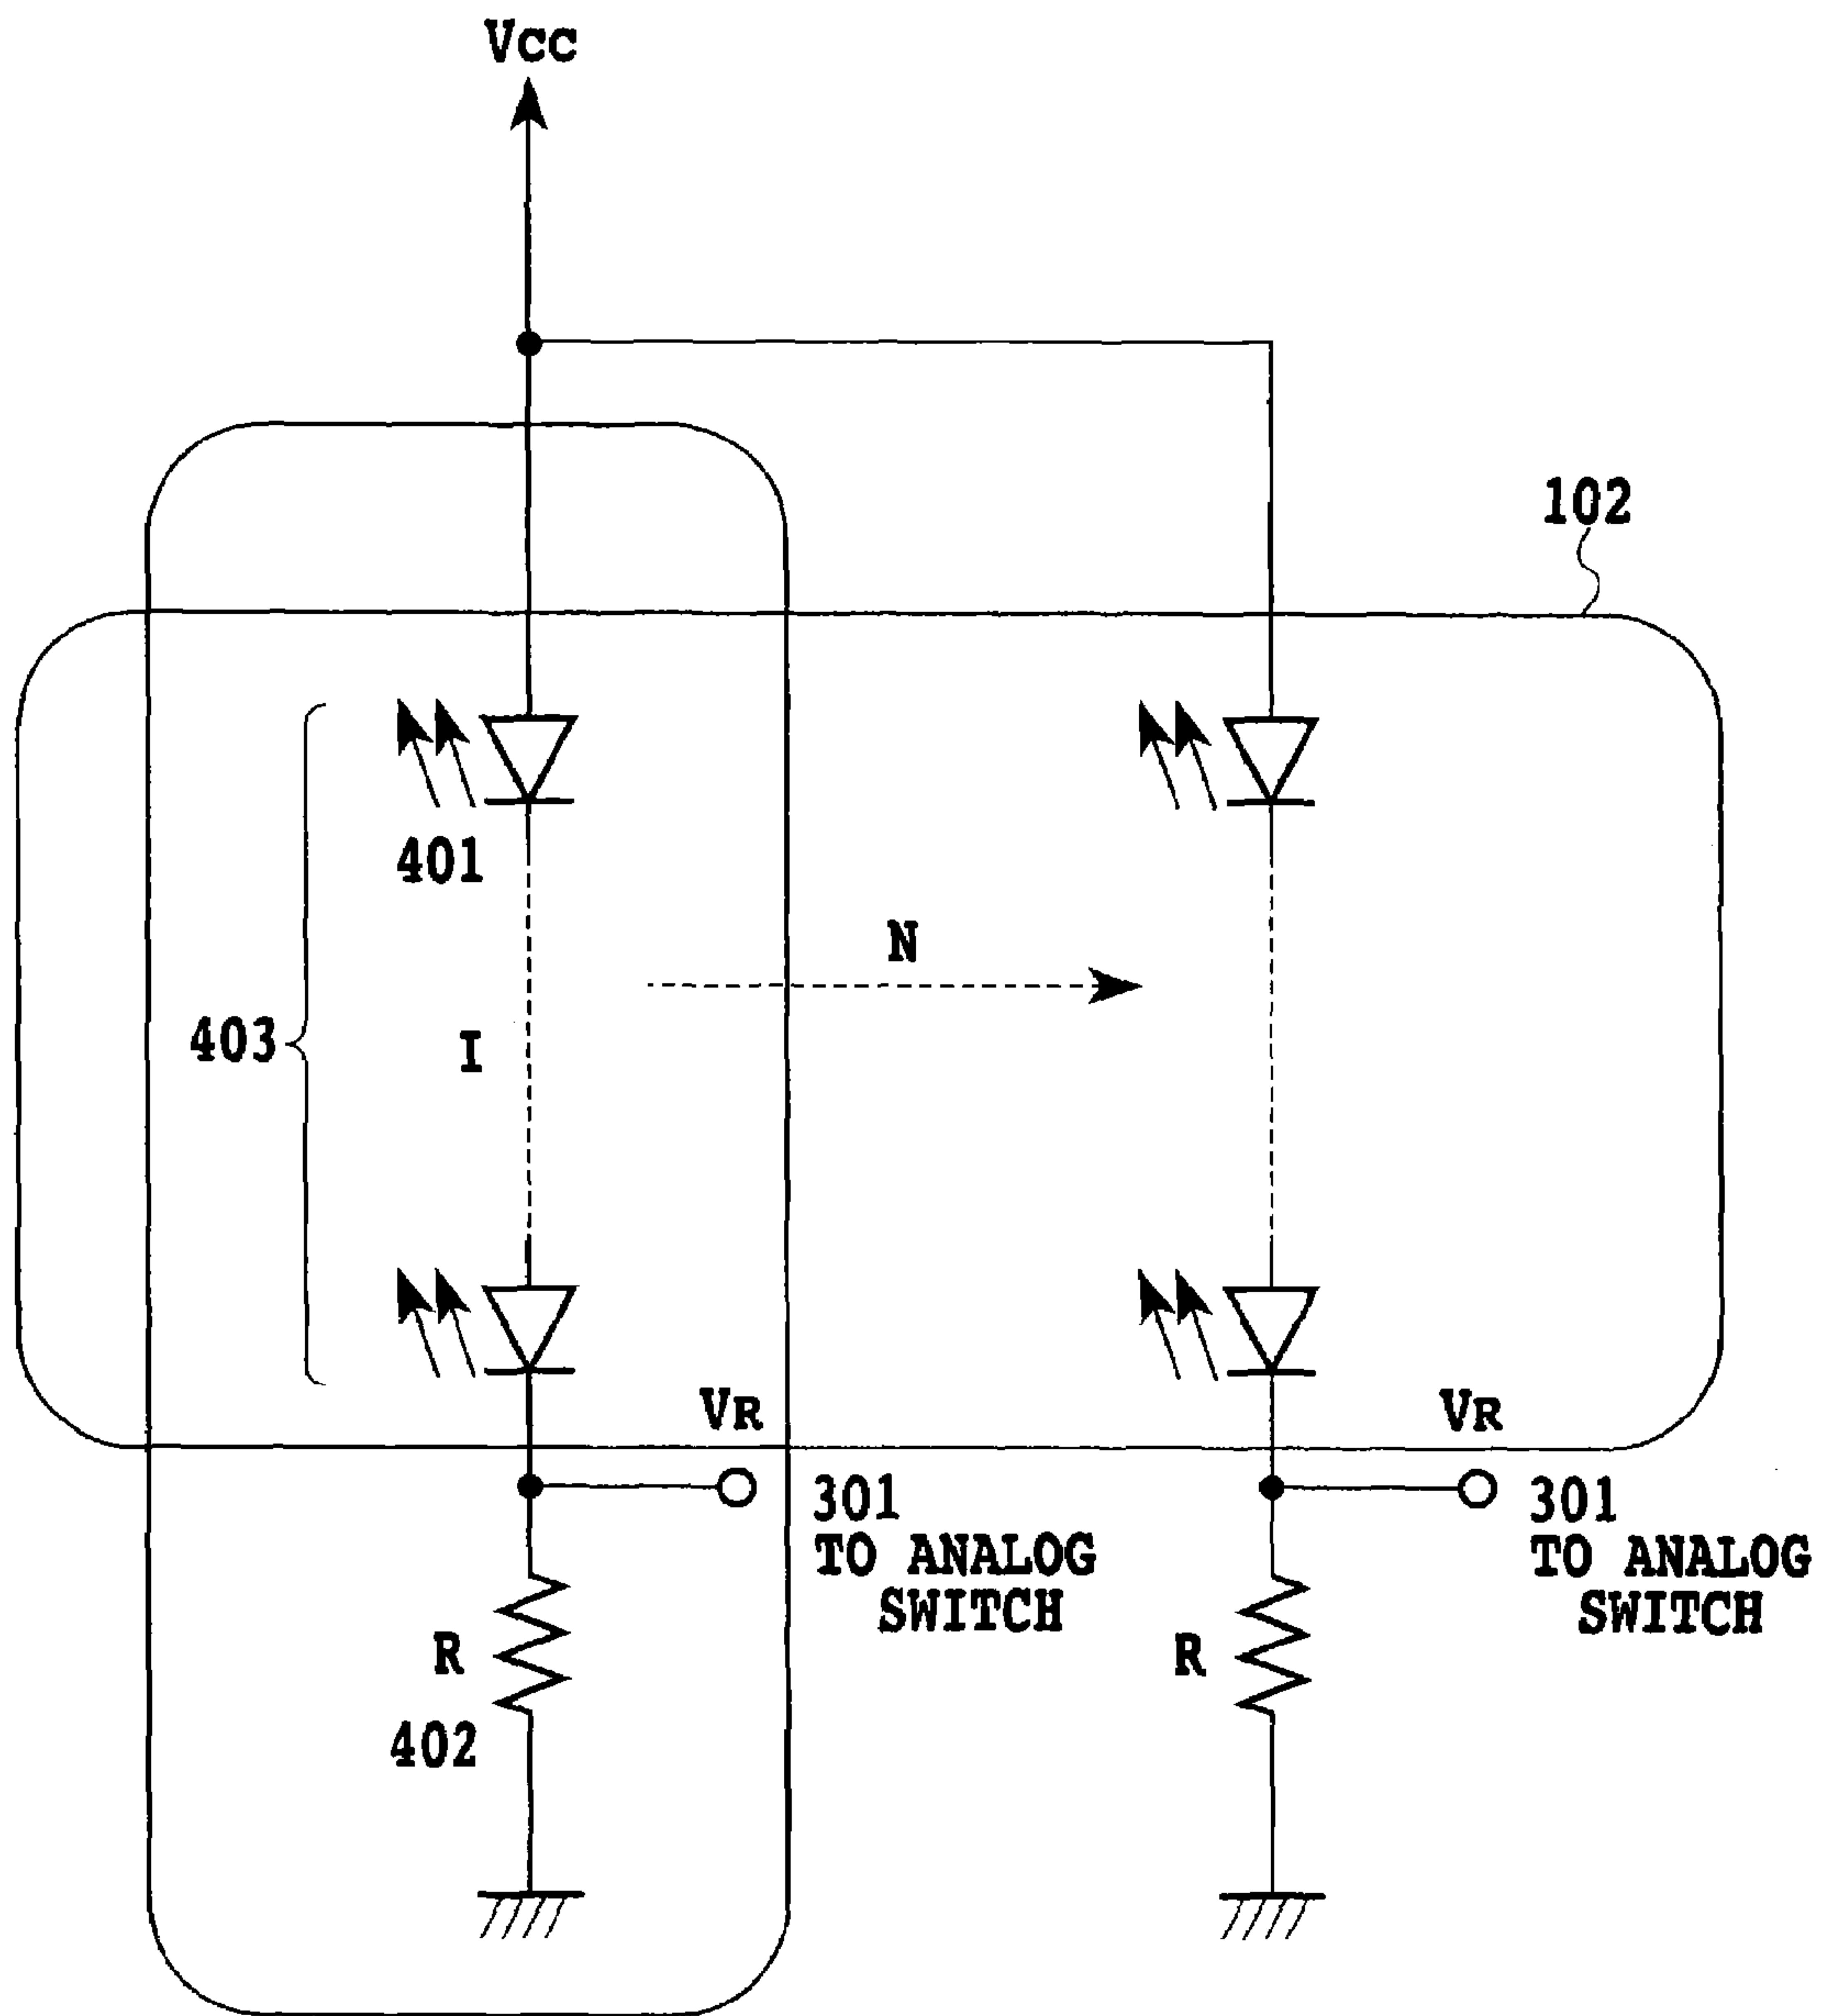 Vcc
102
401
N
403
I
VR
VR
301
TO ANALOG
SWITCH
301
TO ANALOG
SWITCH
R
R
402